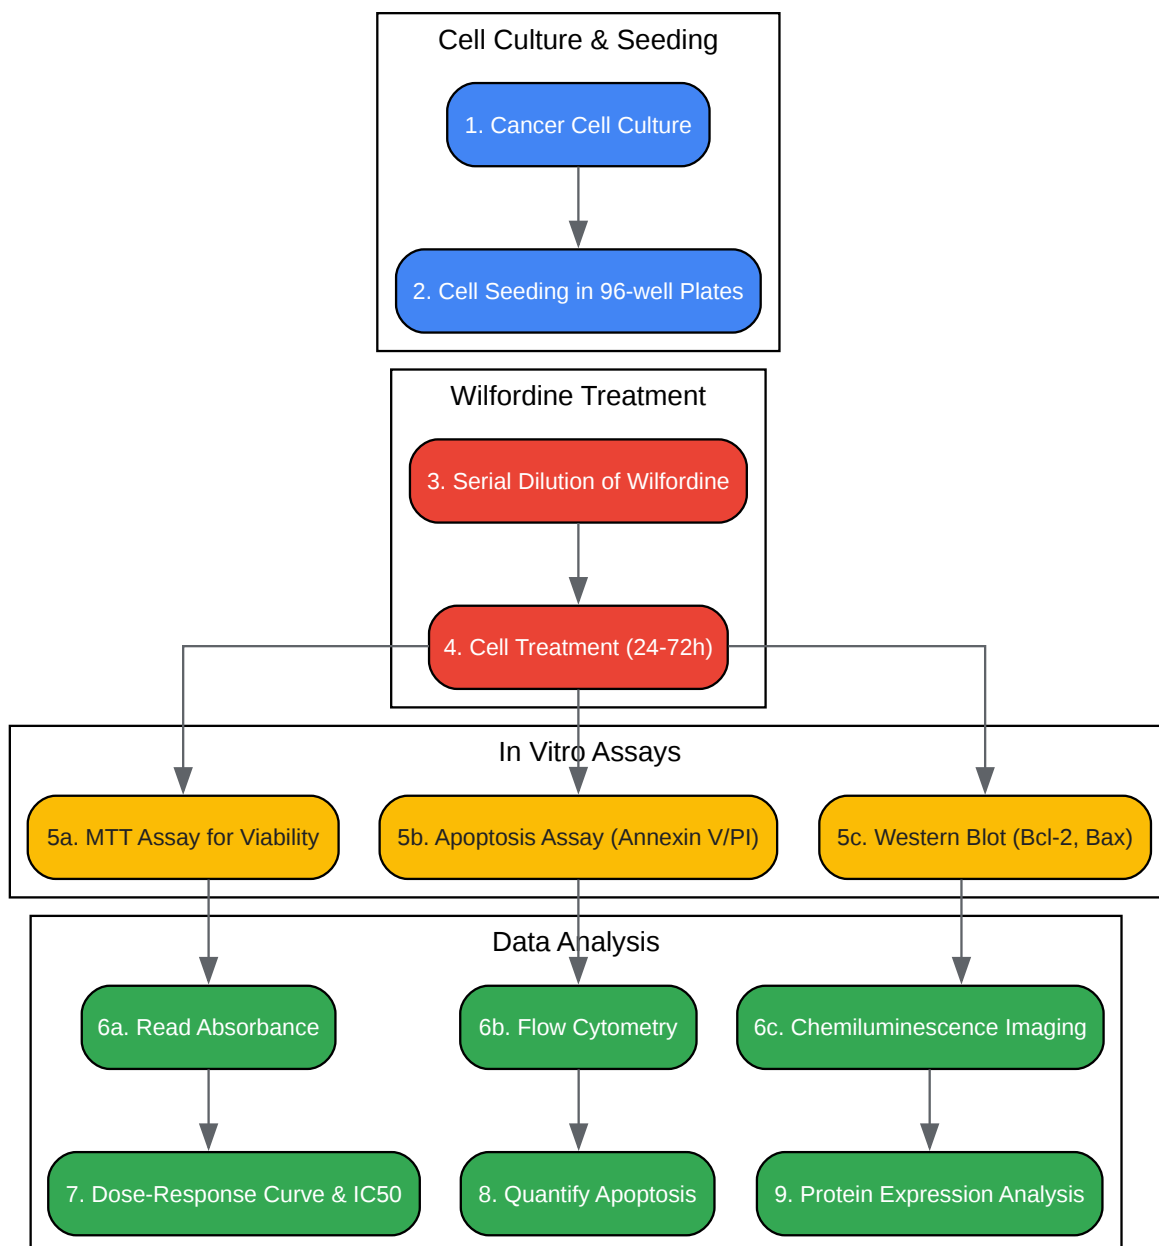 Cell Culture & Seeding
1. Cancer Cell Culture
2. Cell Seeding in 96-well Plates
Wilfordine Treatment
3. Serial Dilution of Wilfordine
4. Cell Treatment (24-72h)
In Vitro Assays
5a. MTT Assay for Viability
5b. Apoptosis Assay (Annexin V/PI)
5c. Western Blot (Bcl-2, Bax)
Data Analysis
6a. Read Absorbance
6b. Flow Cytometry
6c. Chemiluminescence Imaging
7. Dose-Response Curve & IC50
8. Quantify Apoptosis
9. Protein Expression Analysis